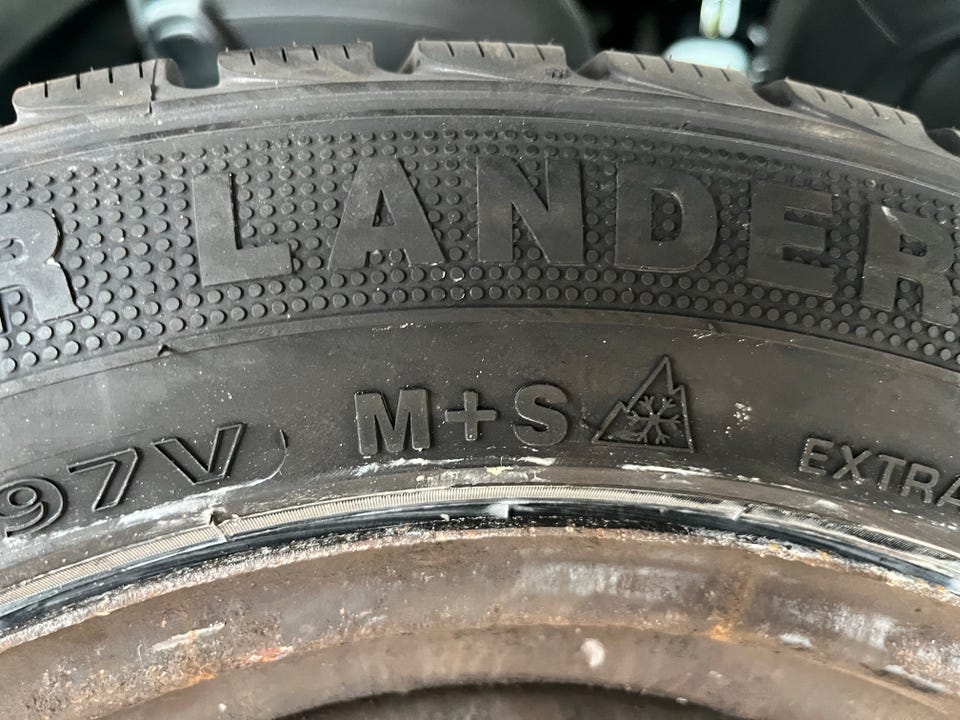 R LANDER
97V M+S EXTRA